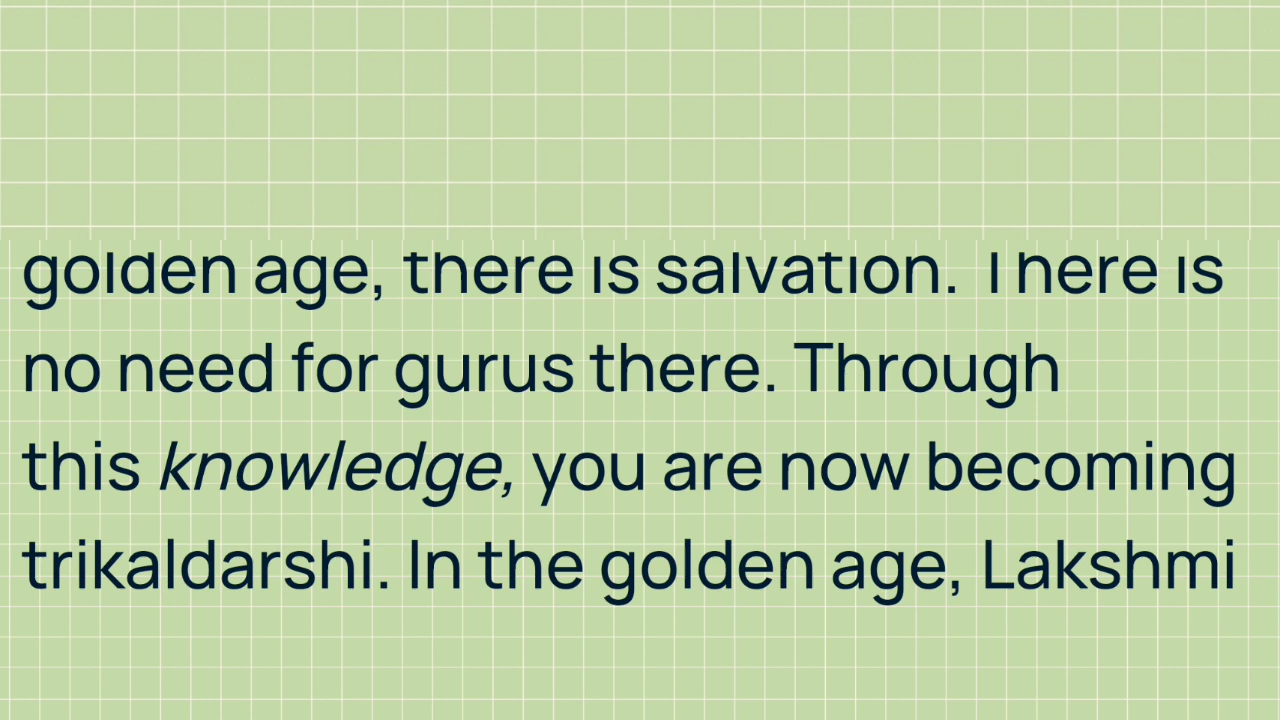 golden age, there is salvation. There is
no need for gurus there. Through
this knowledge, you are now becoming
trikaldarshi. In the golden age, Lakshmi